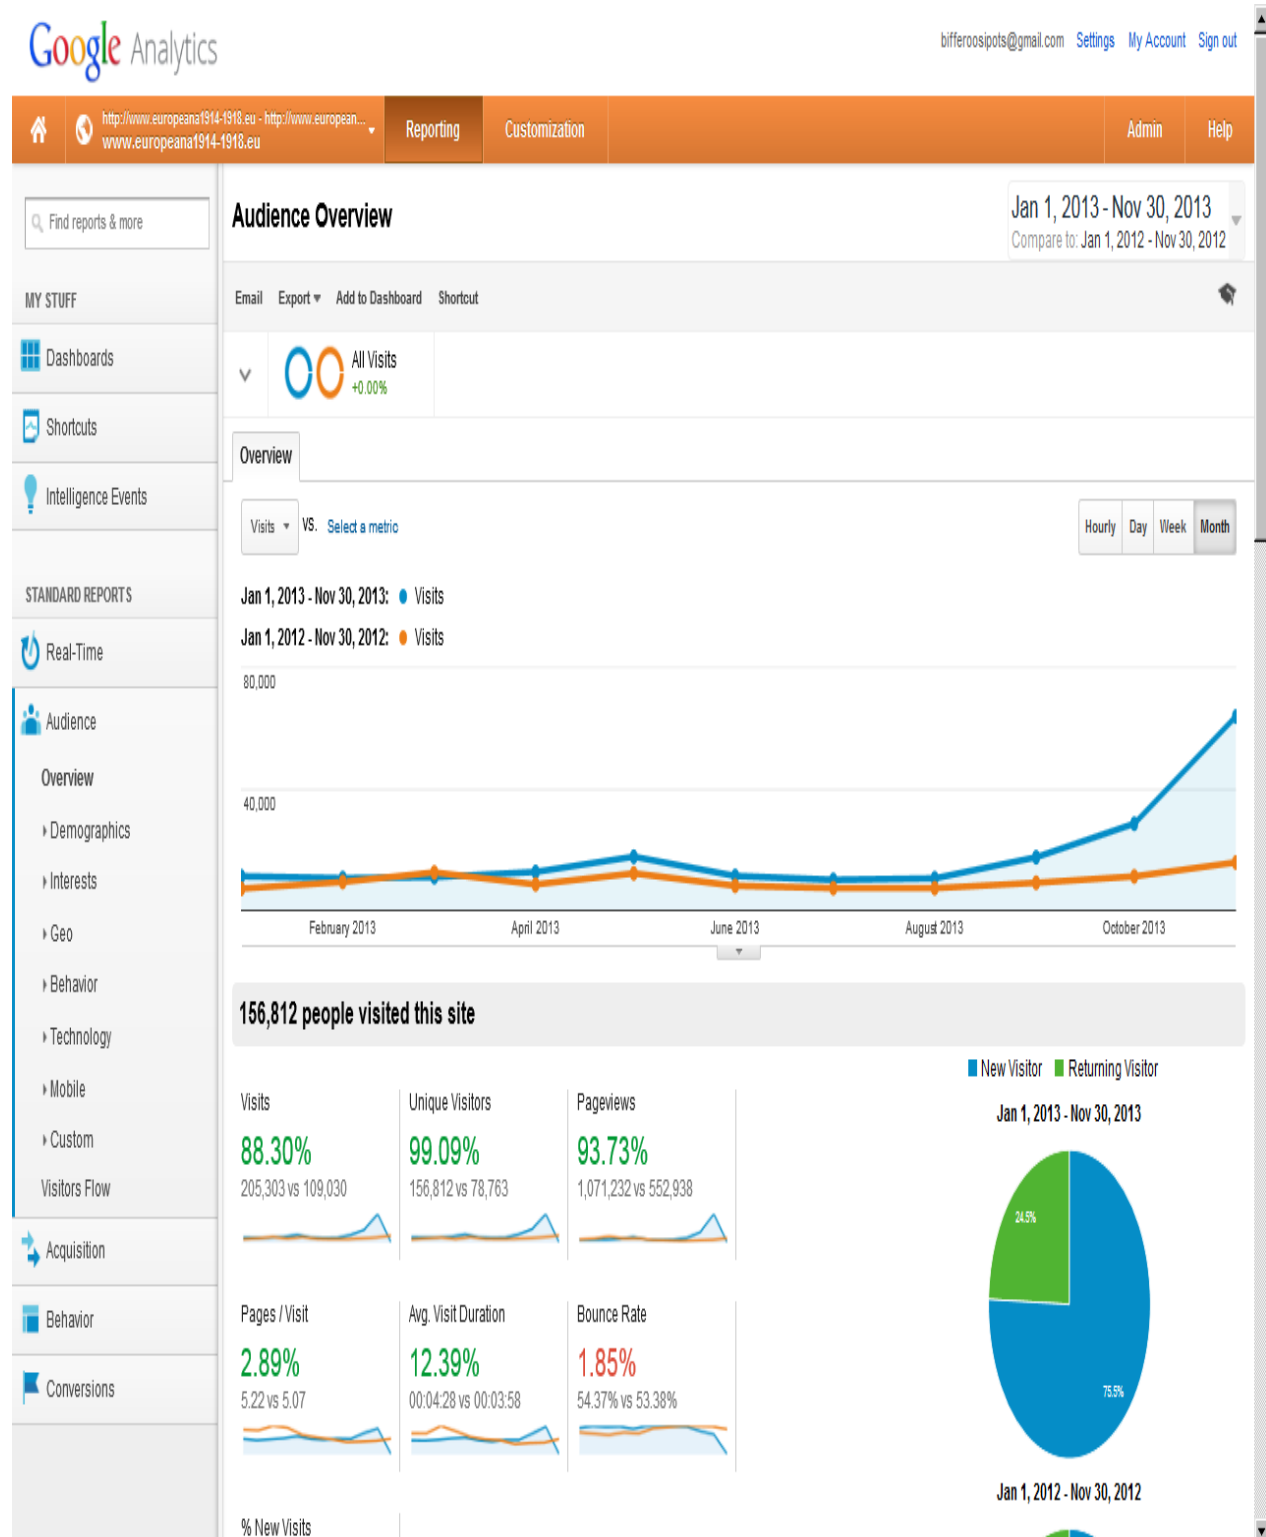 Google Analytics
bifferoosipots@gmail.com Settings My Account Sign out
http://www.europeana1914-1918.eu - http://www.european...
www.europeana1914-1918.eu
Reporting Customization Admin Help
Find reports & more
MY STUFF
Dashboards
Shortcuts
Intelligence Events
STANDARD REPORTS
Real-Time
Audience
Overview
Demographics
Interests
Geo
Behavior
Technology
Mobile
Custom
Visitors Flow
Acquisition
Behavior
Conversions
Audience Overview
Jan 1, 2013 - Nov 30, 2013
Compare to: Jan 1, 2012 - Nov 30, 2012
Email Export Add to Dashboard Shortcut
All Visits
+0.00%
Overview
Visits VS. Select a metric
Hourly Day Week Month
Jan 1, 2013 - Nov 30, 2013: Visits
Jan 1, 2012 - Nov 30, 2012: Visits
80,000
40,000
February 2013 April 2013 June 2013 August 2013 October 2013
156,812 people visited this site
Visits
88.30%
205,303 vs 109,030
Unique Visitors
99.09%
156,812 vs 78,763
Pageviews
93.73%
1,071,232 vs 552,938
Pages / Visit
2.89%
5.22 vs 5.07
Avg. Visit Duration
12.39%
00:04:28 vs 00:03:58
Bounce Rate
1.85%
54.37% vs 53.38%
% New Visits
New Visitor Returning Visitor
Jan 1, 2013 - Nov 30, 2013
24.5%
75.5%
Jan 1, 2012 - Nov 30, 2012